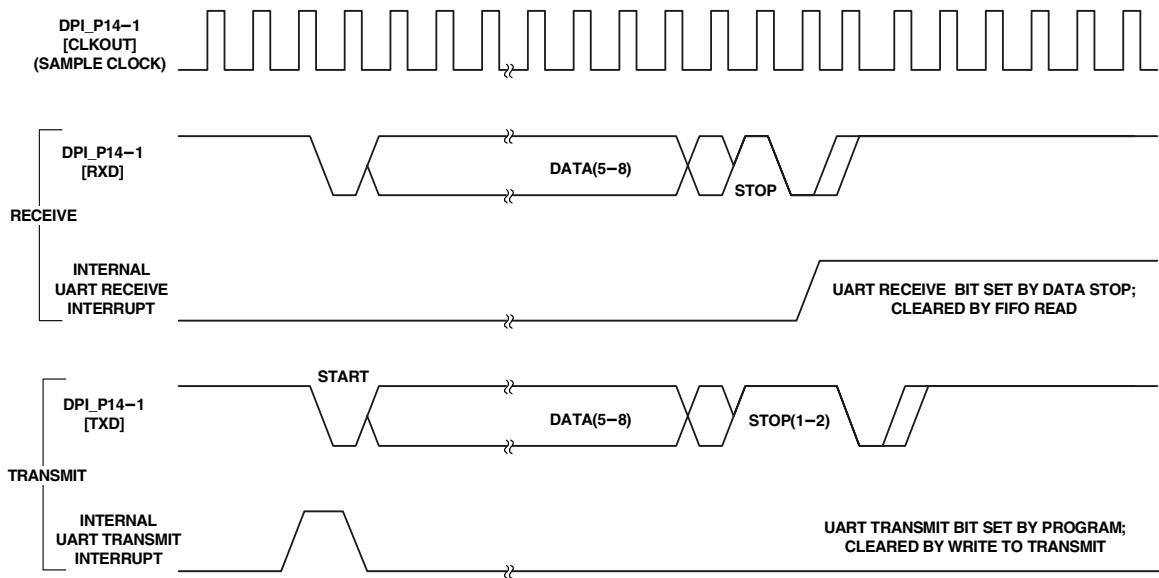 DPI_P14–1
[CLKOUT]
(SAMPLE CLOCK)
DPI_P14–1
[RXD]
DATA(5–8)
STOP
RECEIVE
INTERNAL
UART RECEIVE
INTERRUPT
UART RECEIVE BIT SET BY DATA STOP;
CLEARED BY FIFO READ
START
DPI_P14–1
[TXD]
DATA(5–8)
STOP(1–2)
TRANSMIT
INTERNAL
UART TRANSMIT
INTERRUPT
UART TRANSMIT BIT SET BY PROGRAM;
CLEARED BY WRITE TO TRANSMIT